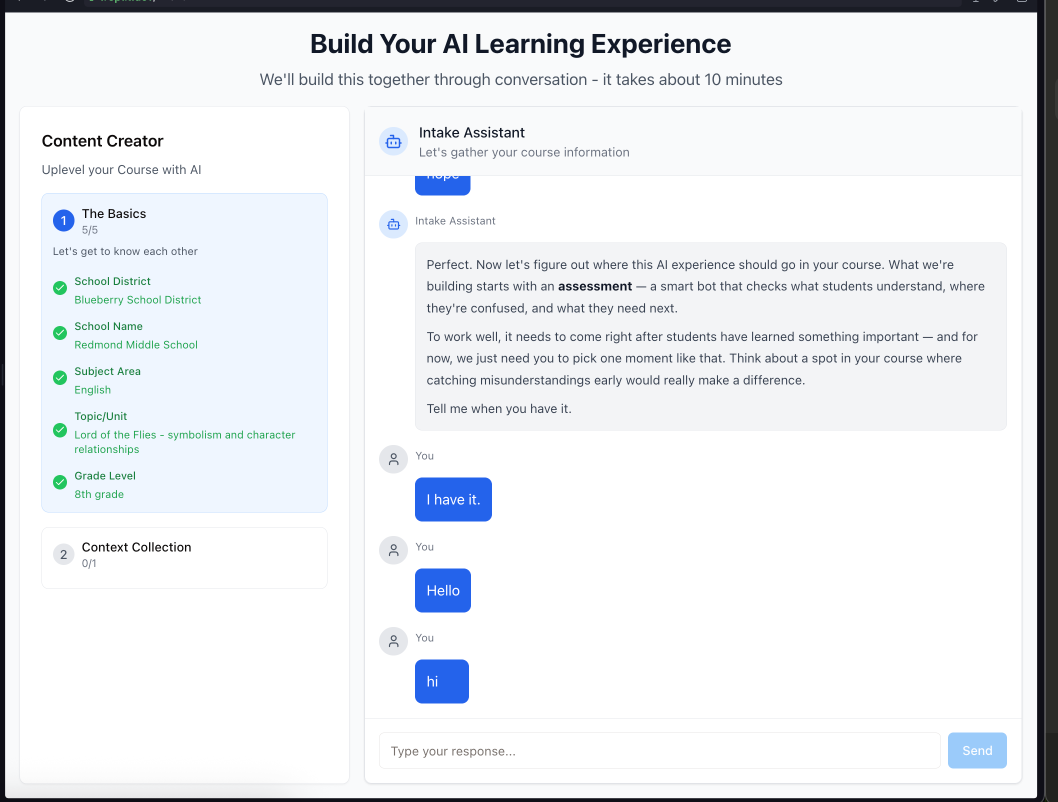 Build Your AI Learning Experience
We'll build this together through conversation - it takes about 10 minutes
Content Creator
Uplevel your Course with AI
1
The Basics
5/5
Let's get to know each other
School District
Blueberry School District
School Name
Redmond Middle School
Subject Area
English
Topic/Unit
Lord of the Flies - symbolism and character
relationships
Grade Level
8th grade
2
Context Collection
0/1
Intake Assistant
Let's gather your course information
nope
Intake Assistant
Perfect. Now let's figure out where this AI experience should go in your course. What we're
building starts with an assessment — a smart bot that checks what students understand, where
they're confused, and what they need next.
To work well, it needs to come right after students have learned something important — and for
now, we just need you to pick one moment like that. Think about a spot in your course where
catching misunderstandings early would really make a difference.
Tell me when you have it.
You
I have it.
You
Hello
You
hi
Type your response...
Send